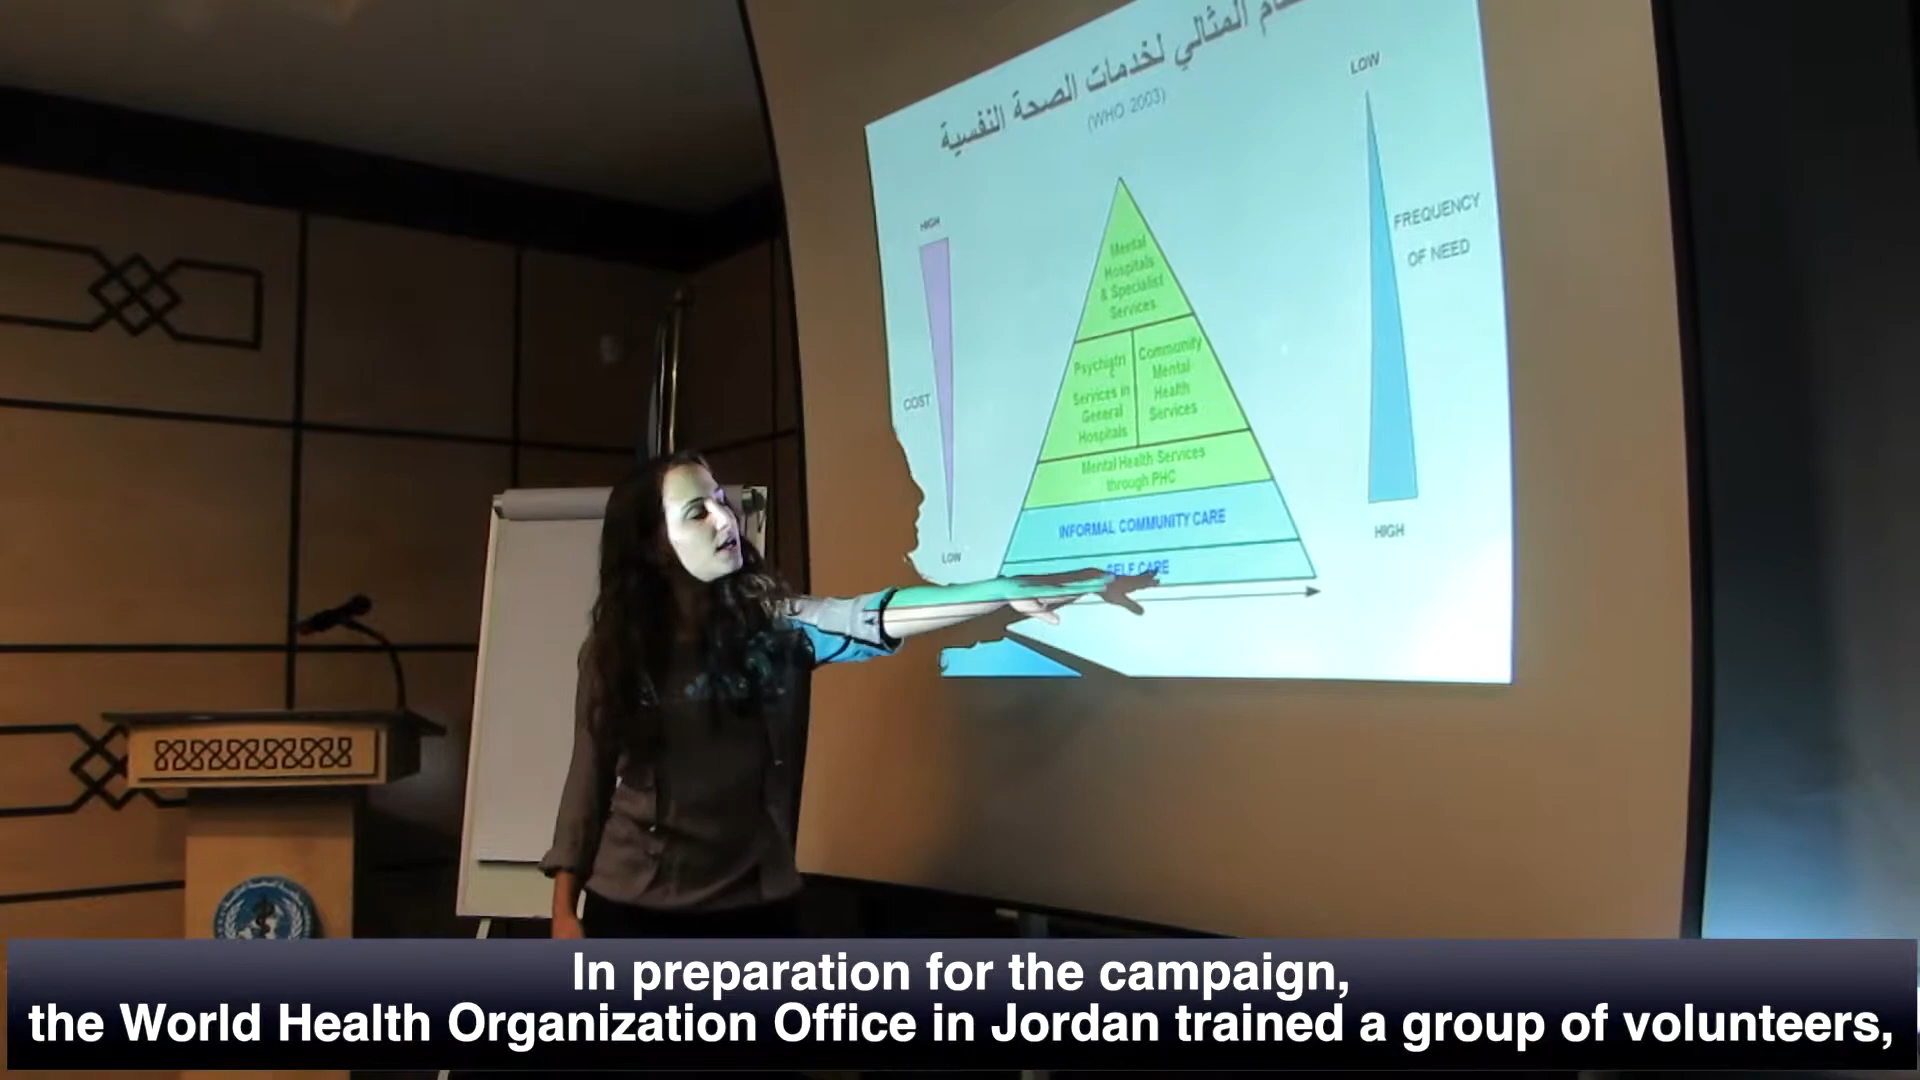 المثالي لخدمات الصحة النفسية
(WHO 2003)
LOW
HIGH
FREQUENCY
OF NEED
Mental
Hospitals
& Specialist
Services
Psychiatri
c
Services in
General
Hospitals
Community
Mental
Health
Services
COST
Mental Health Services
through PHC
INFORMAL COMMUNITY CARE
SELF CARE
LOW
HIGH
In preparation for the campaign,
the World Health Organization Office in Jordan trained a group of volunteers,